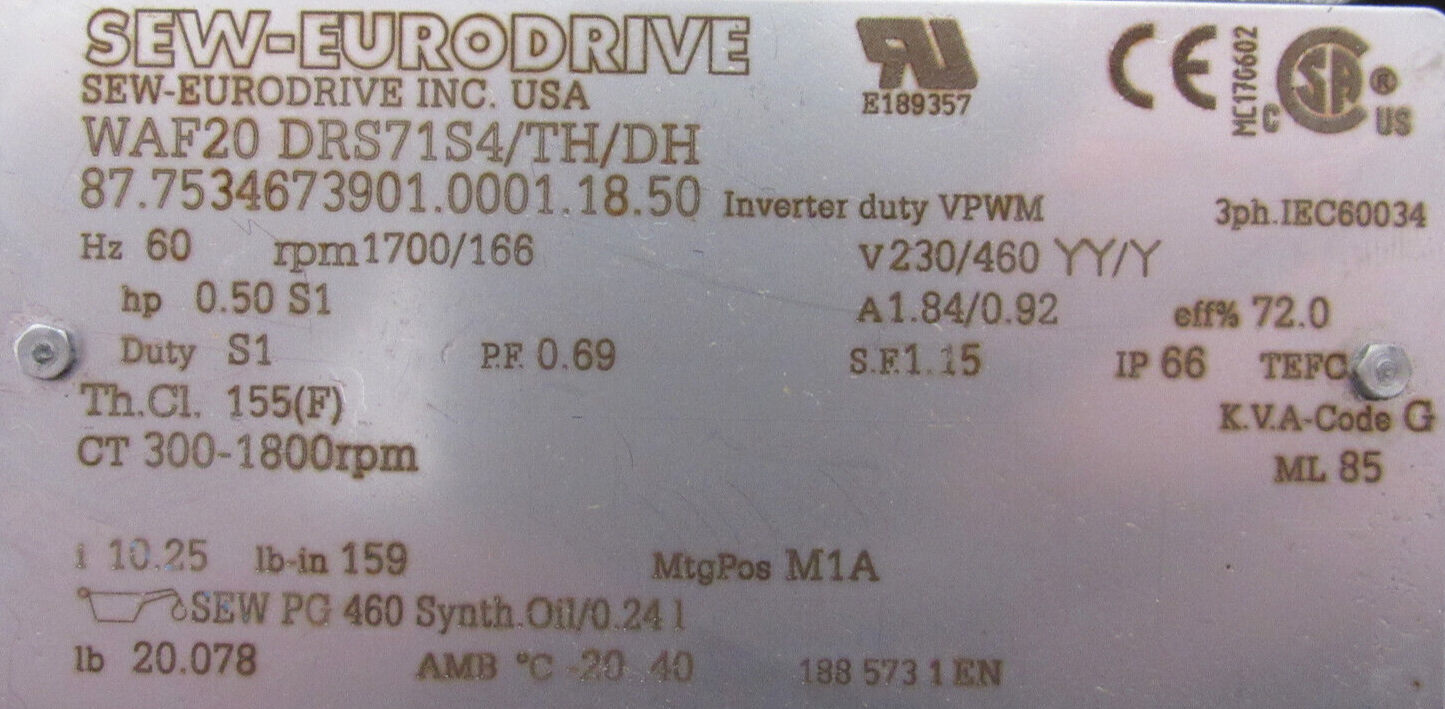 SEW-EURODRIVE
SEW-EURODRIVE INC. USA
E189357
CE
MC17G602
C SA ® US
WAF20 DRS71S4/TH/DH
87.7534673901.0001.18.50 Inverter duty VPWM 3ph.IEC60034
Hz 60 rpm 1700/166 V 230/460 YY/Y
hp 0.50 S1 A 1.84/0.92 eff% 72.0
Duty S1 P.F. 0.69 S.F. 1.15 IP 66 TEFC
Th.Cl. 155(F) K.V.A-Code G
CT 300-1800rpm ML 85
i 10.25 lb-in 159 MtgPos M1A
SEW PG 460 Synth.Oil/0.24 l
lb 20.078 AMB °C -20 40 188 573 1 EN